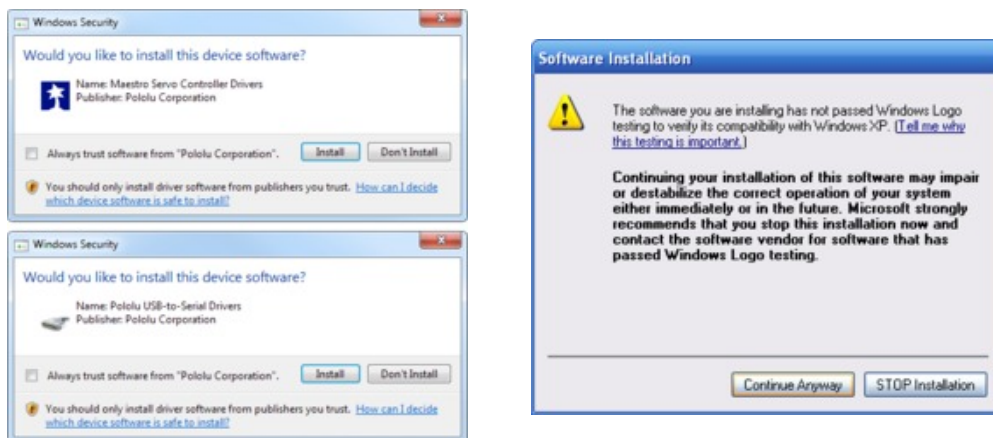 Windows Security
Would you like to install this device software?
Name: Maestro Servo Controller Drivers
Publisher: Pololu Corporation
Always trust software from "Pololu Corporation".
Install
Don't Install
You should only install driver software from publishers you trust. How can I decide
which device software is safe to install?
Windows Security
Would you like to install this device software?
Name: Pololu USB-to-Serial Drivers
Publisher: Pololu Corporation
Always trust software from "Pololu Corporation".
Install
Don't Install
You should only install driver software from publishers you trust. How can I decide
which device software is safe to install?
Software Installation
The software you are installing has not passed Windows Logo
testing to verify its compatibility with Windows XP. (Tell me why
this testing is important.)
Continuing your installation of this software may impair
or destabilize the correct operation of your system
either immediately or in the future. Microsoft strongly
recommends that you stop this installation now and
contact the software vendor for software that has
passed Windows Logo testing.
Continue Anyway
STOP Installation